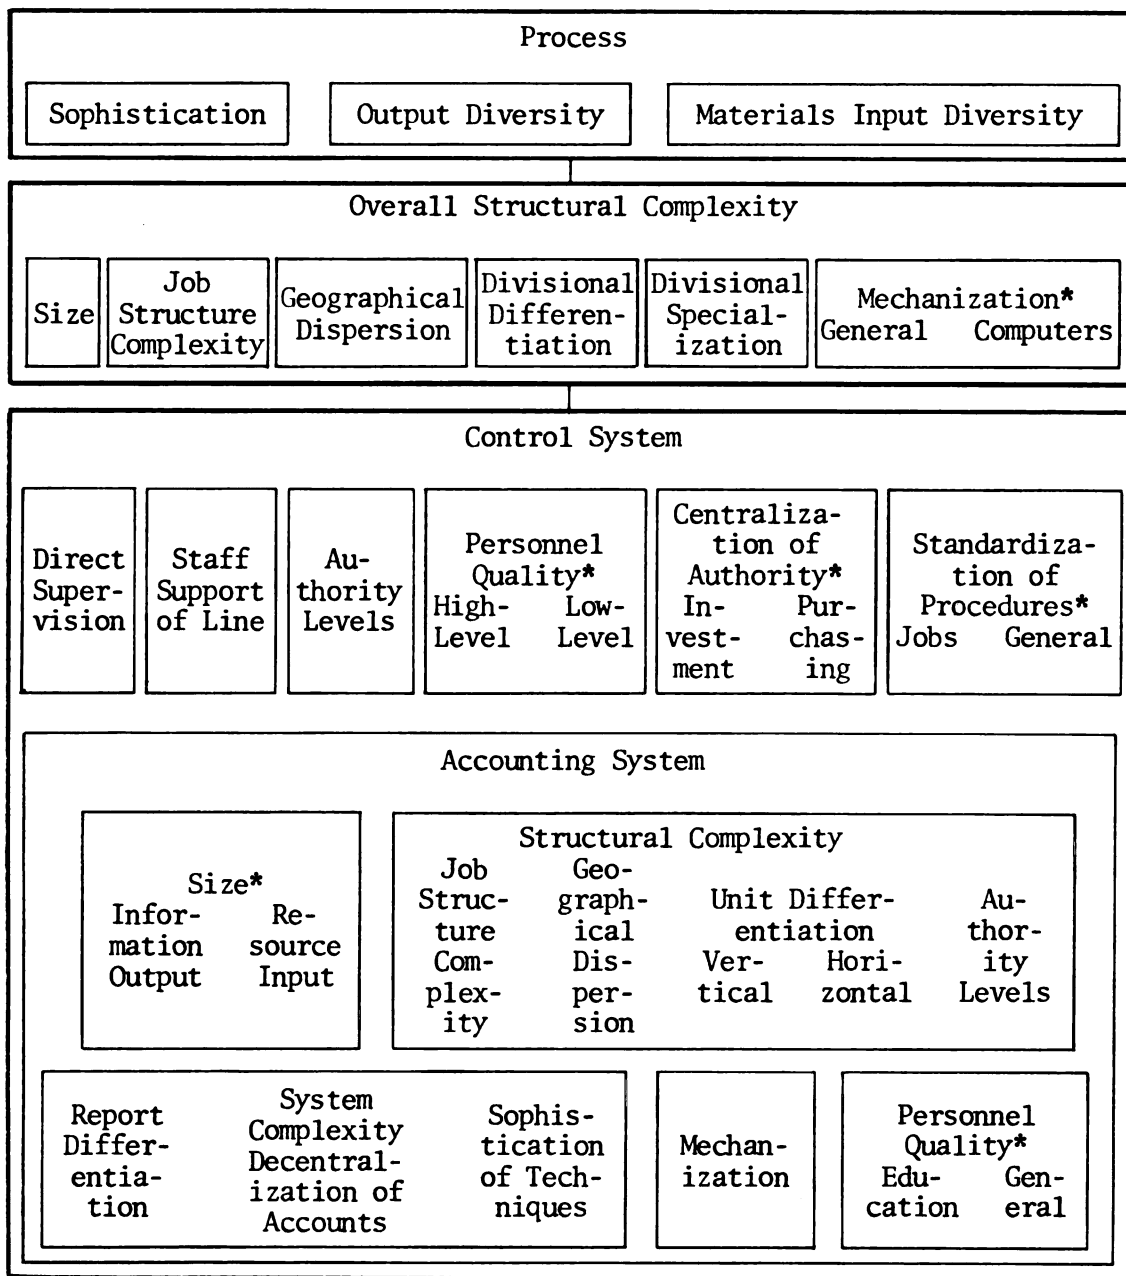 Process
Sophistication
Output Diversity
Materials Input Diversity
Overall Structural Complexity
Size
Job
Structure
Complexity
Geographical
Dispersion
Divisional
Differen-
tiation
Divisional
Special-
ization
Mechanization*
General Computers
Control System
Direct
Super-
vision
Staff
Support
of Line
Au-
thority
Levels
Personnel
Quality*
High-
Level
Low-
Level
Centraliza-
tion of
Authority*
In-
vest-
ment
Pur-
chas-
ing
Standardiza-
tion of
Procedures*
Jobs General
Accounting System
Size*
Infor-
mation
Output
Re-
source
Input
Structural Complexity
Job
Struc-
ture
Com-
plex-
ity
Geo-
graph-
ical
Dis-
per-
sion
Unit Differ-
entiation
Ver-
tical
Hori-
zontal
Au-
thor-
ity
Levels
Report
Differ-
entia-
tion
System
Complexity
Decentral-
ization of
Accounts
Sophis-
tication
of Tech-
niques
Mechan-
ization
Personnel
Quality*
Edu-
cation
Gen-
eral